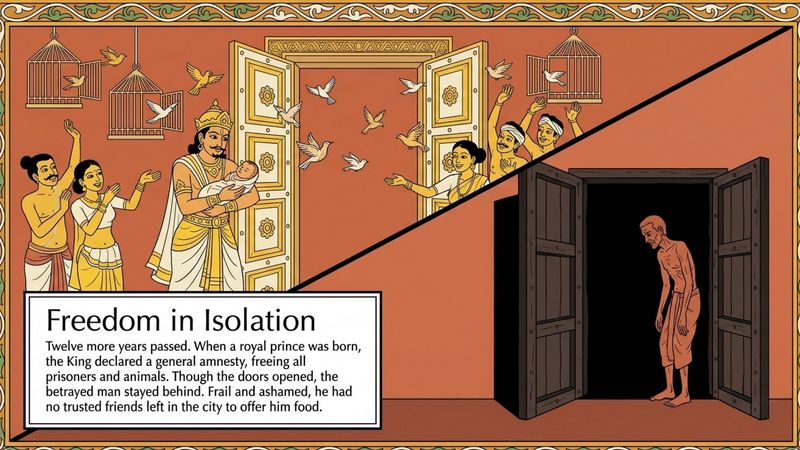 Freedom in Isolation
Twelve more years passed. When a royal prince was born,
the King declared a general amnesty, freeing all
prisoners and animals. Though the doors opened, the
betrayed man stayed behind. Frail and ashamed, he had
no trusted friends left in the city to offer him food.